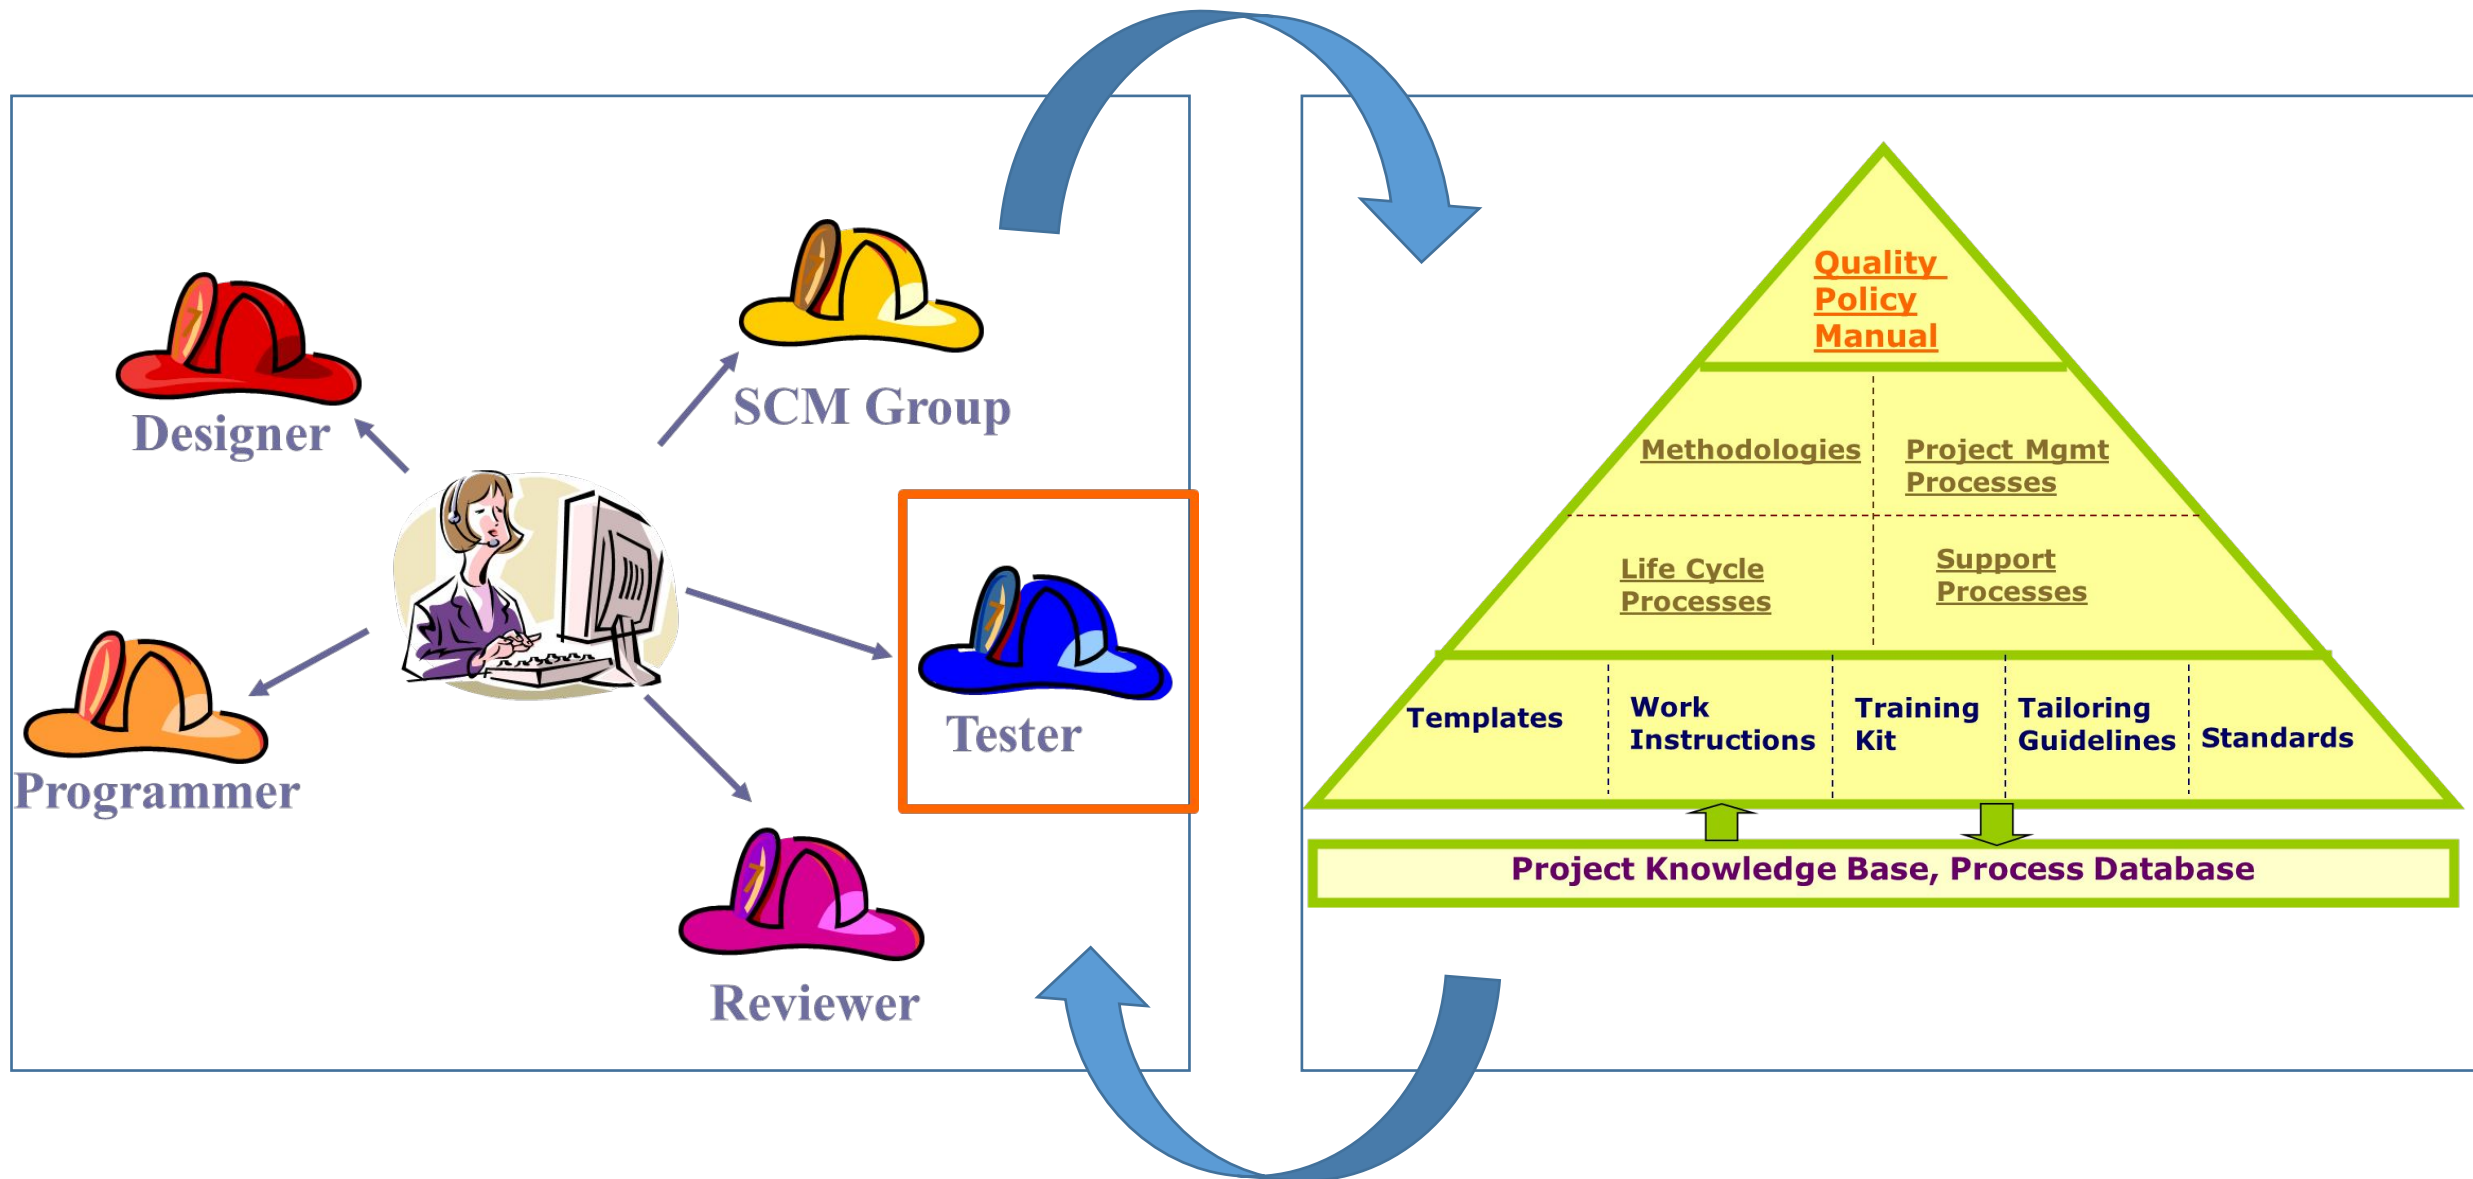 SCM Group
Designer
Tester
Programmer
Reviewer
Quality
Policy
Manual
Methodologies
Project Mgmt
Processes
Life Cycle
Processes
Support
Processes
Templates
Work
Instructions
Training
Kit
Tailoring
Guidelines
Standards
Project Knowledge Base, Process Database